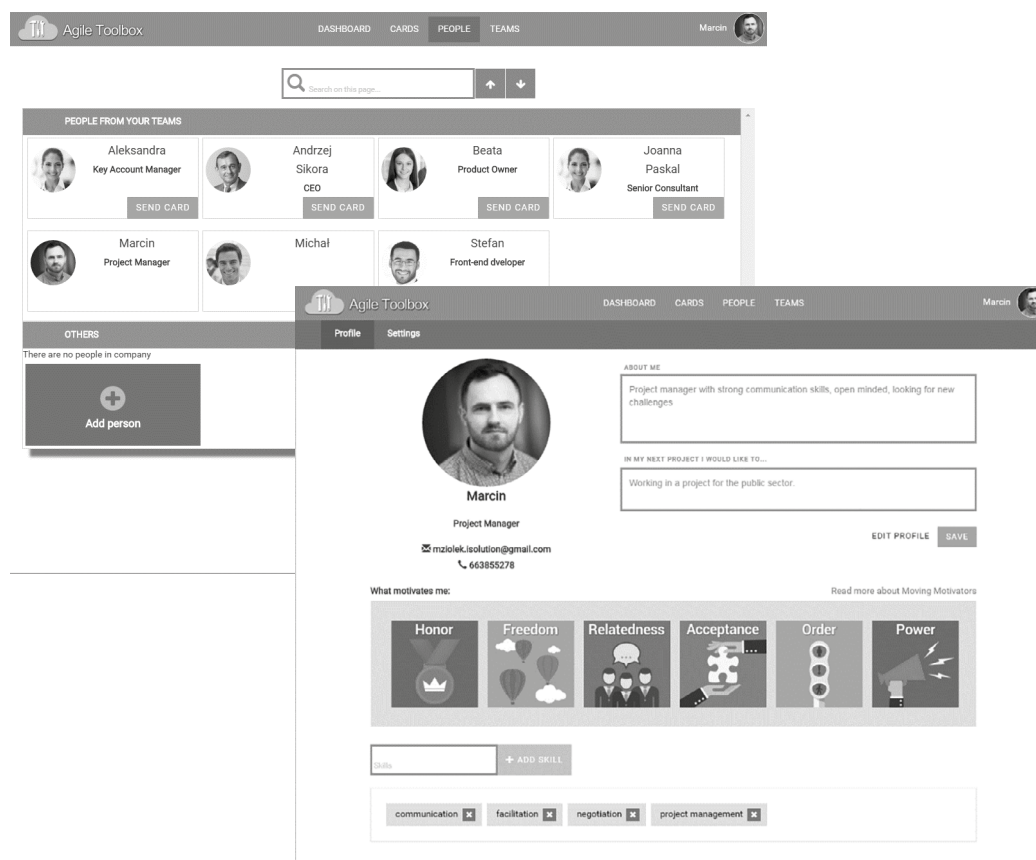 Agile Toolbox
DASHBOARD CARDS PEOPLE TEAMS
Marcin
Search on this page...
PEOPLE FROM YOUR TEAMS
Aleksandra
Key Account Manager
SEND CARD
Andrzej
Sikora
CEO
SEND CARD
Beata
Product Owner
SEND CARD
Joanna
Paskal
Senior Consultant
SEND CARD
Marcin
Project Manager
Michał
Stefan
Front-end dveloper
OTHERS
There are no people in company
Add person
Agile Toolbox
DASHBOARD CARDS PEOPLE TEAMS
Marcin
Profile Settings
Marcin
Project Manager
mziolek.isolution@gmail.com
663855278
ABOUT ME
Project manager with strong communication skills, open minded, looking for new
challenges
IN MY NEXT PROJECT I WOULD LIKE TO...
Working in a project for the public sector.
EDIT PROFILE SAVE
What motivates me: Read more about Moving Motivators
Honor Freedom Relatedness Acceptance Order Power
Skills
+ ADD SKILL
communication facilitation negotiation project management